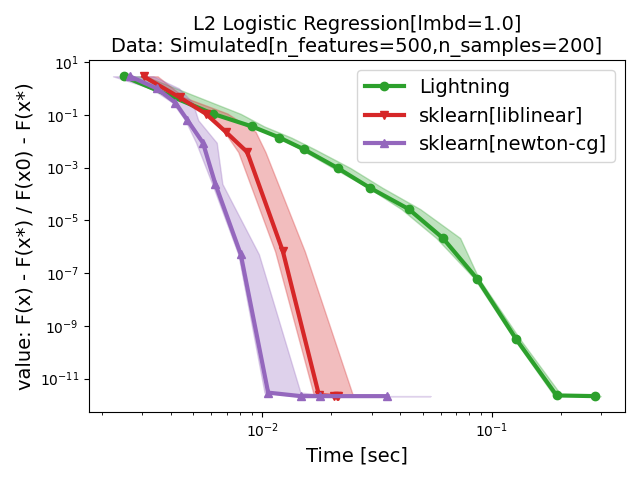 L2 Logistic Regression[lmbd=1.0]
Data: Simulated[n_features=500,n_samples=200]
value: F(x) - F(x*) / F(x0) - F(x*)
10¹
10⁻¹
10⁻³
10⁻⁵
10⁻⁷
10⁻⁹
10⁻¹¹
Lightning
sklearn[liblinear]
sklearn[newton-cg]
10⁻²
10⁻¹
Time [sec]